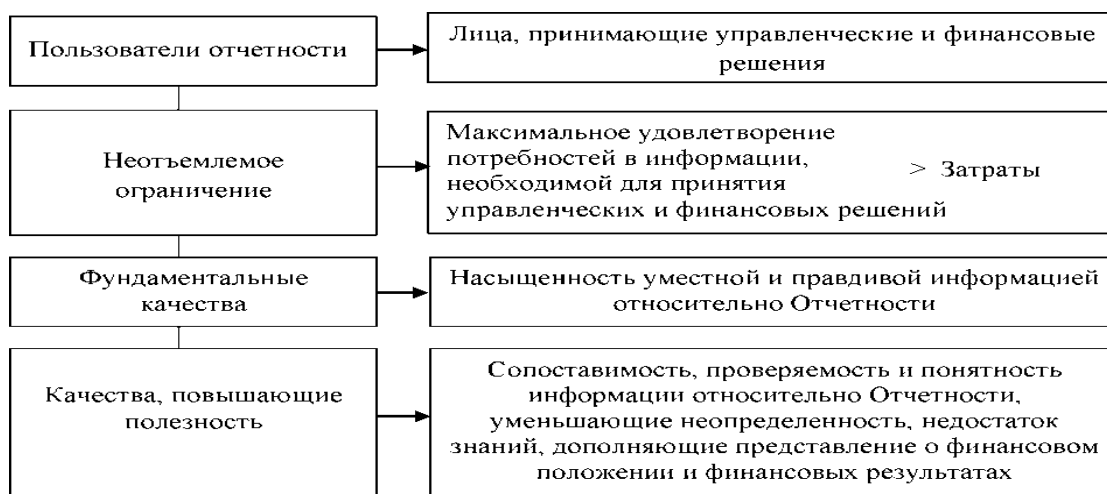 Пользователи отчетности
Лица, принимающие управленческие и финансовые
решения
Неотъемлемое
ограничение
Максимальное удовлетворение
потребностей в информации,
необходимой для принятия
управленческих и финансовых решений
> Затраты
Фундаментальные
качества
Насыщенность уместной и правдивой информацией
относительно Отчетности
Качества, повышающие
полезность
Сопоставимость, проверяемость и понятность
информации относительно Отчетности,
уменьшающие неопределенность, недостаток
знаний, дополняющие представление о финансовом
положении и финансовых результатах